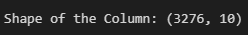 Shape of the Column: (3276, 10)